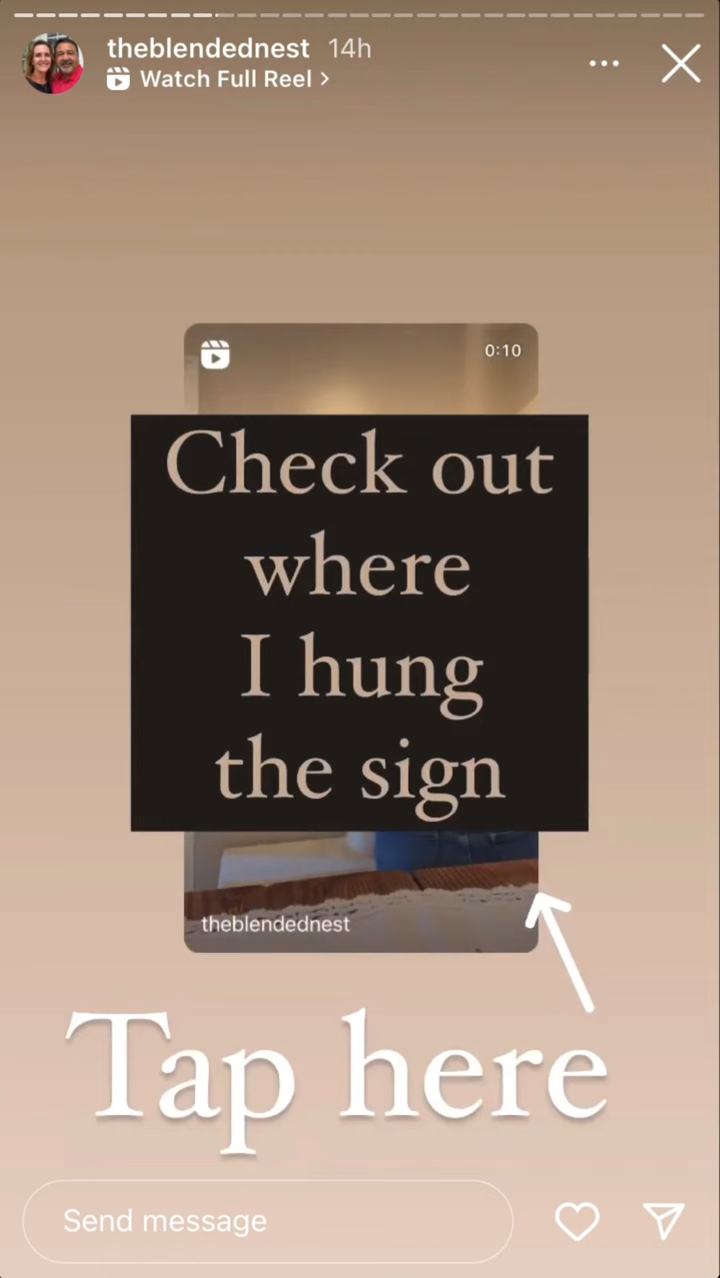 theblendednest 14h
Watch Full Reel >
0:10
Check out
where
I hung
the sign
theblendednest
Tap here
Send message